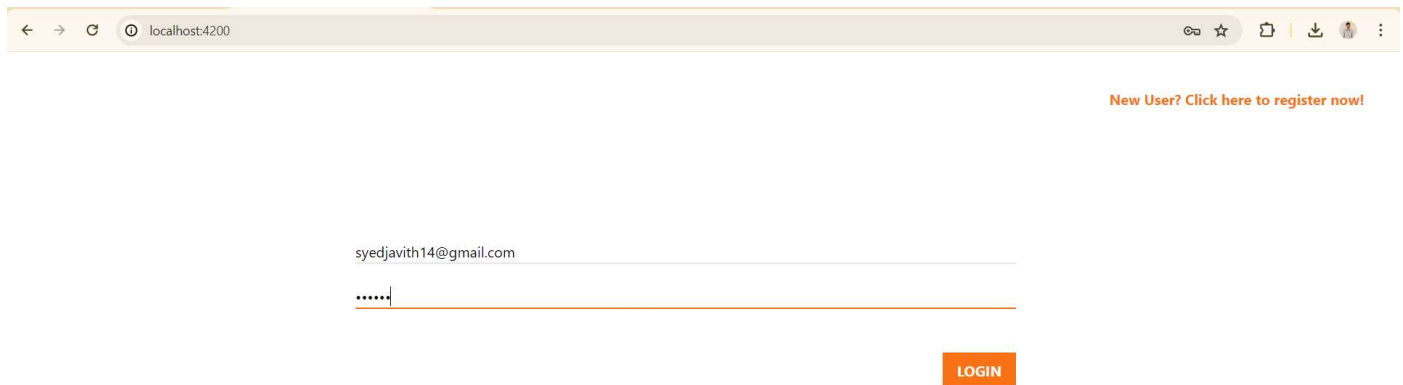 localhost:4200
New User? Click here to register now!
syedjavith14@gmail.com
••••••
LOGIN